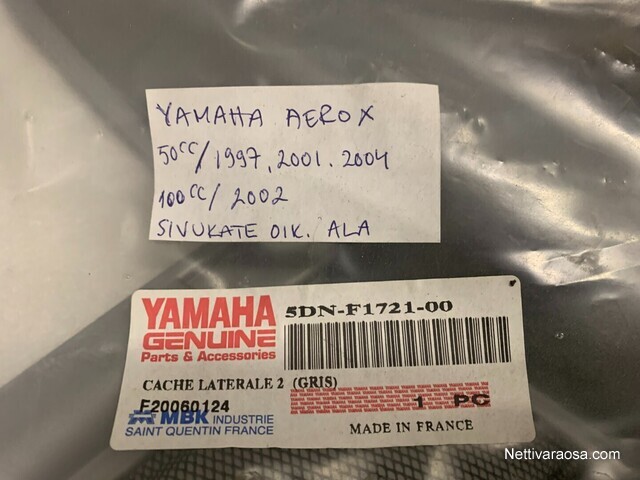 YAMAHA AEROX
50cc/1997, 2001. 2004
100cc/ 2002
SIVUKATE OIK. ALA
YAMAHA
GENUINE
Parts & Accessories
5DN-F1721-00
CACHE LATERALE 2 (GRIS)
F20060124
1 PC
MBK INDUSTRIE
SAINT QUENTIN FRANCE
MADE IN FRANCE
Nettivaraosa.com